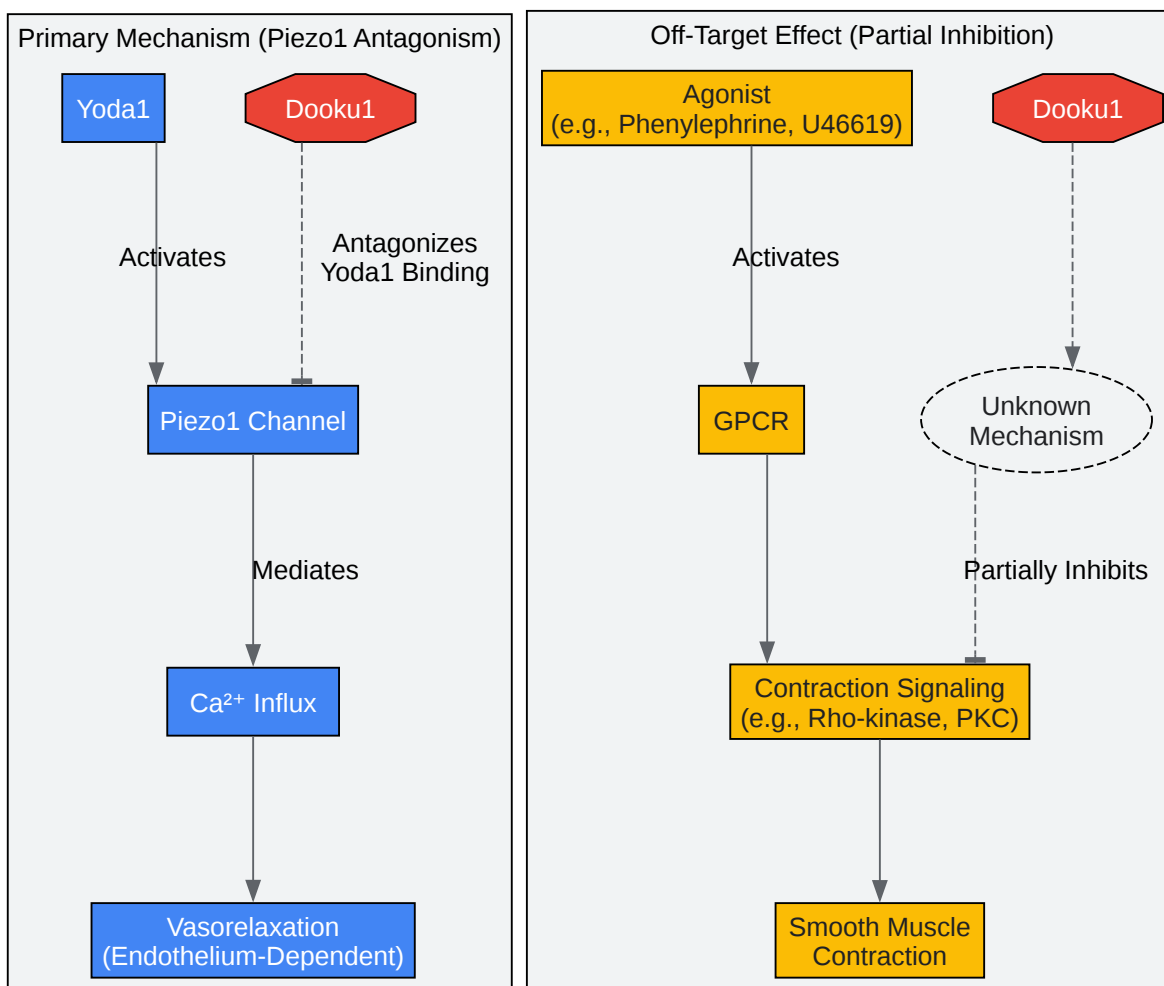 Primary Mechanism (Piezo1 Antagonism)
Yoda1
Dooku1
Activates
Antagonizes
Yoda1 Binding
Piezo1 Channel
Mediates
Ca²⁺ Influx
Vasorelaxation
(Endothelium-Dependent)
Off-Target Effect (Partial Inhibition)
Agonist
(e.g., Phenylephrine, U46619)
Dooku1
Activates
GPCR
Unknown
Mechanism
Partially Inhibits
Contraction Signaling
(e.g., Rho-kinase, PKC)
Smooth Muscle
Contraction